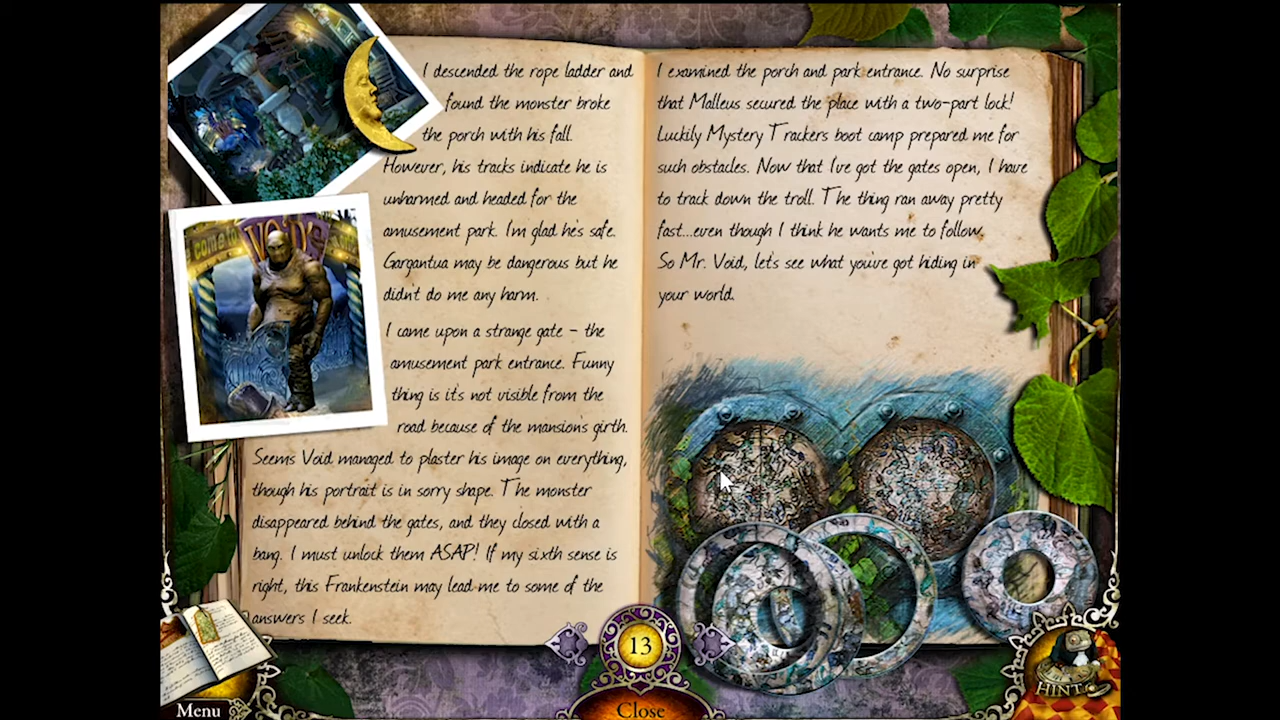 I descended the rope ladder and
found the monster broke
the porch with his fall.
However, his tracks indicate he is
unharmed and headed for the
amusement park. I'm glad he's safe.
Gargantua may be dangerous but he
didn't do me any harm.
I came upon a strange gate – the
amusement park entrance. Funny
thing is it's not visible from the
road because of the mansion's girth.
Seems Void managed to plaster his image on everything,
though his portrait is in sorry shape. The monster
disappeared behind the gates, and they closed with a
bang. I must unlock them ASAP! If my sixth sense is
right, this Frankenstein may lead me to some of the
answers I seek.
I examined the porch and park entrance. No surprise
that Malleus secured the place with a two-part lock!
Luckily Mystery Trackers boot camp prepared me for
such obstacles. Now that I've got the gates open, I have
to track down the troll. The thing ran away pretty
fast...even though I think he wants me to follow.
So Mr. Void, let's see what you've got hiding in
your world.
VOID'S
13
Menu
Close
HINT